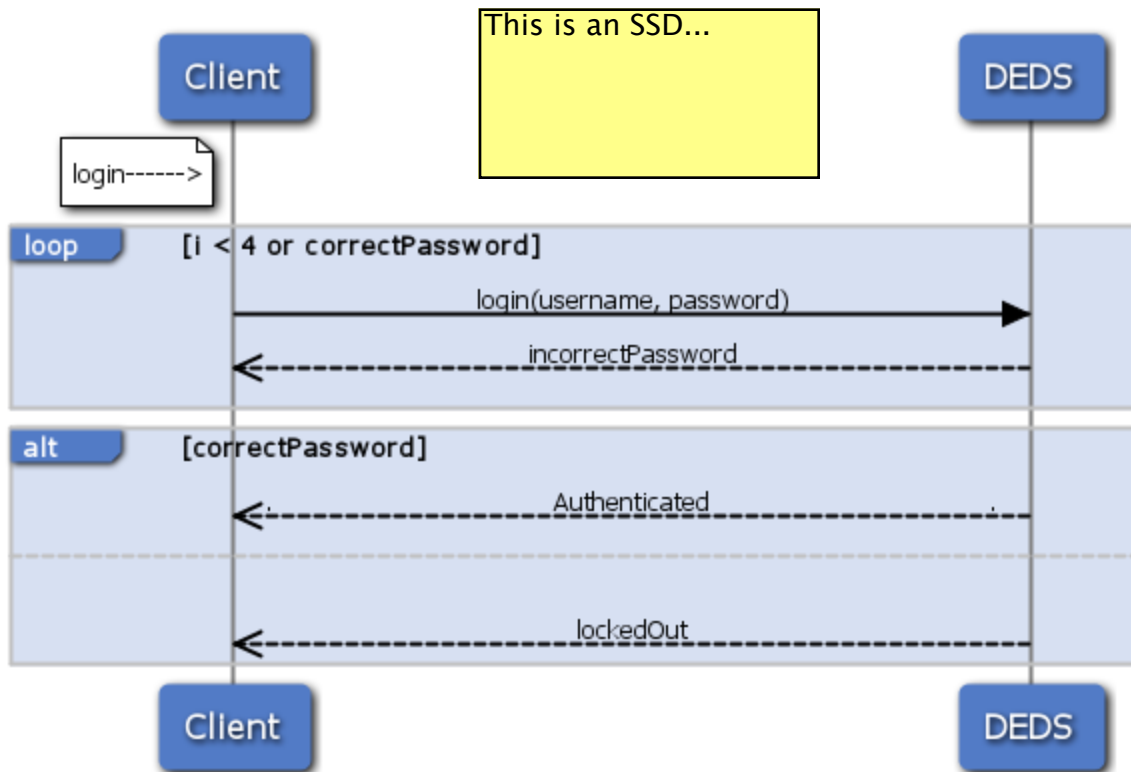 This is an SSD...
Client
DEDS
login------>
loop [i < 4 or correctPassword]
login(username, password)
incorrectPassword
alt [correctPassword]
Authenticated
lockedOut
Client
DEDS